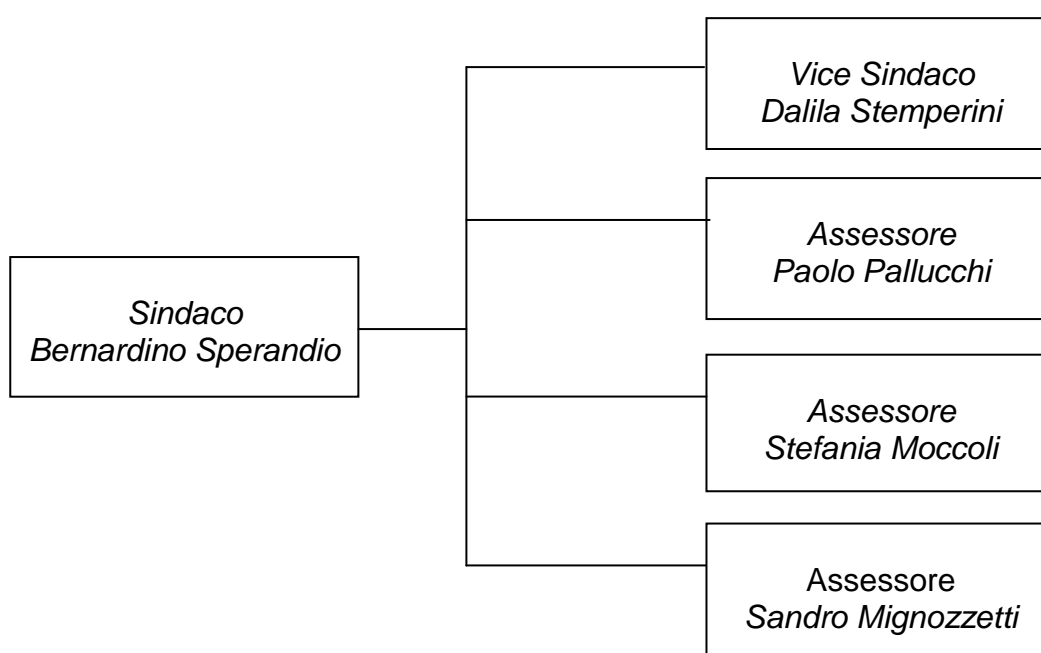 Vice Sindaco
Dalila Stemperini
Assessore
Paolo Pallucchi
Sindaco
Bernardino Sperandio
Assessore
Stefania Moccoli
Assessore
Sandro Mignozzetti